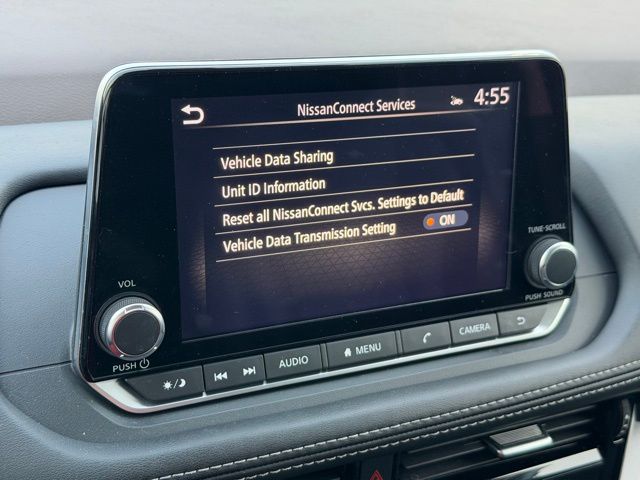 NissanConnect Services 4:55
Vehicle Data Sharing
Unit ID Information
Reset all NissanConnect Svcs. Settings to Default
Vehicle Data Transmission Setting ON
TUNE·SCROLL
PUSH SOUND
VOL
PUSH
AUDIO
MENU
CAMERA